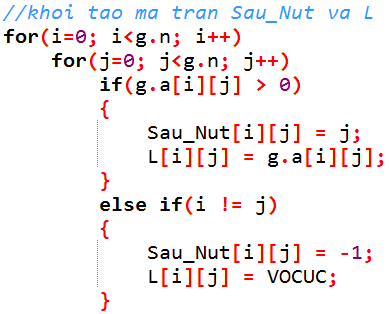 //khoi tao ma tran Sau_Nut va L
for(i=0; i<g.n; i++)
    for(j=0; j<g.n; j++)
        if(g.a[i][j] > 0)
        {
            Sau_Nut[i][j] = j;
            L[i][j] = g.a[i][j];
        }
        else if(i != j)
        {
            Sau_Nut[i][j] = -1;
            L[i][j] = VOCUC;
        }